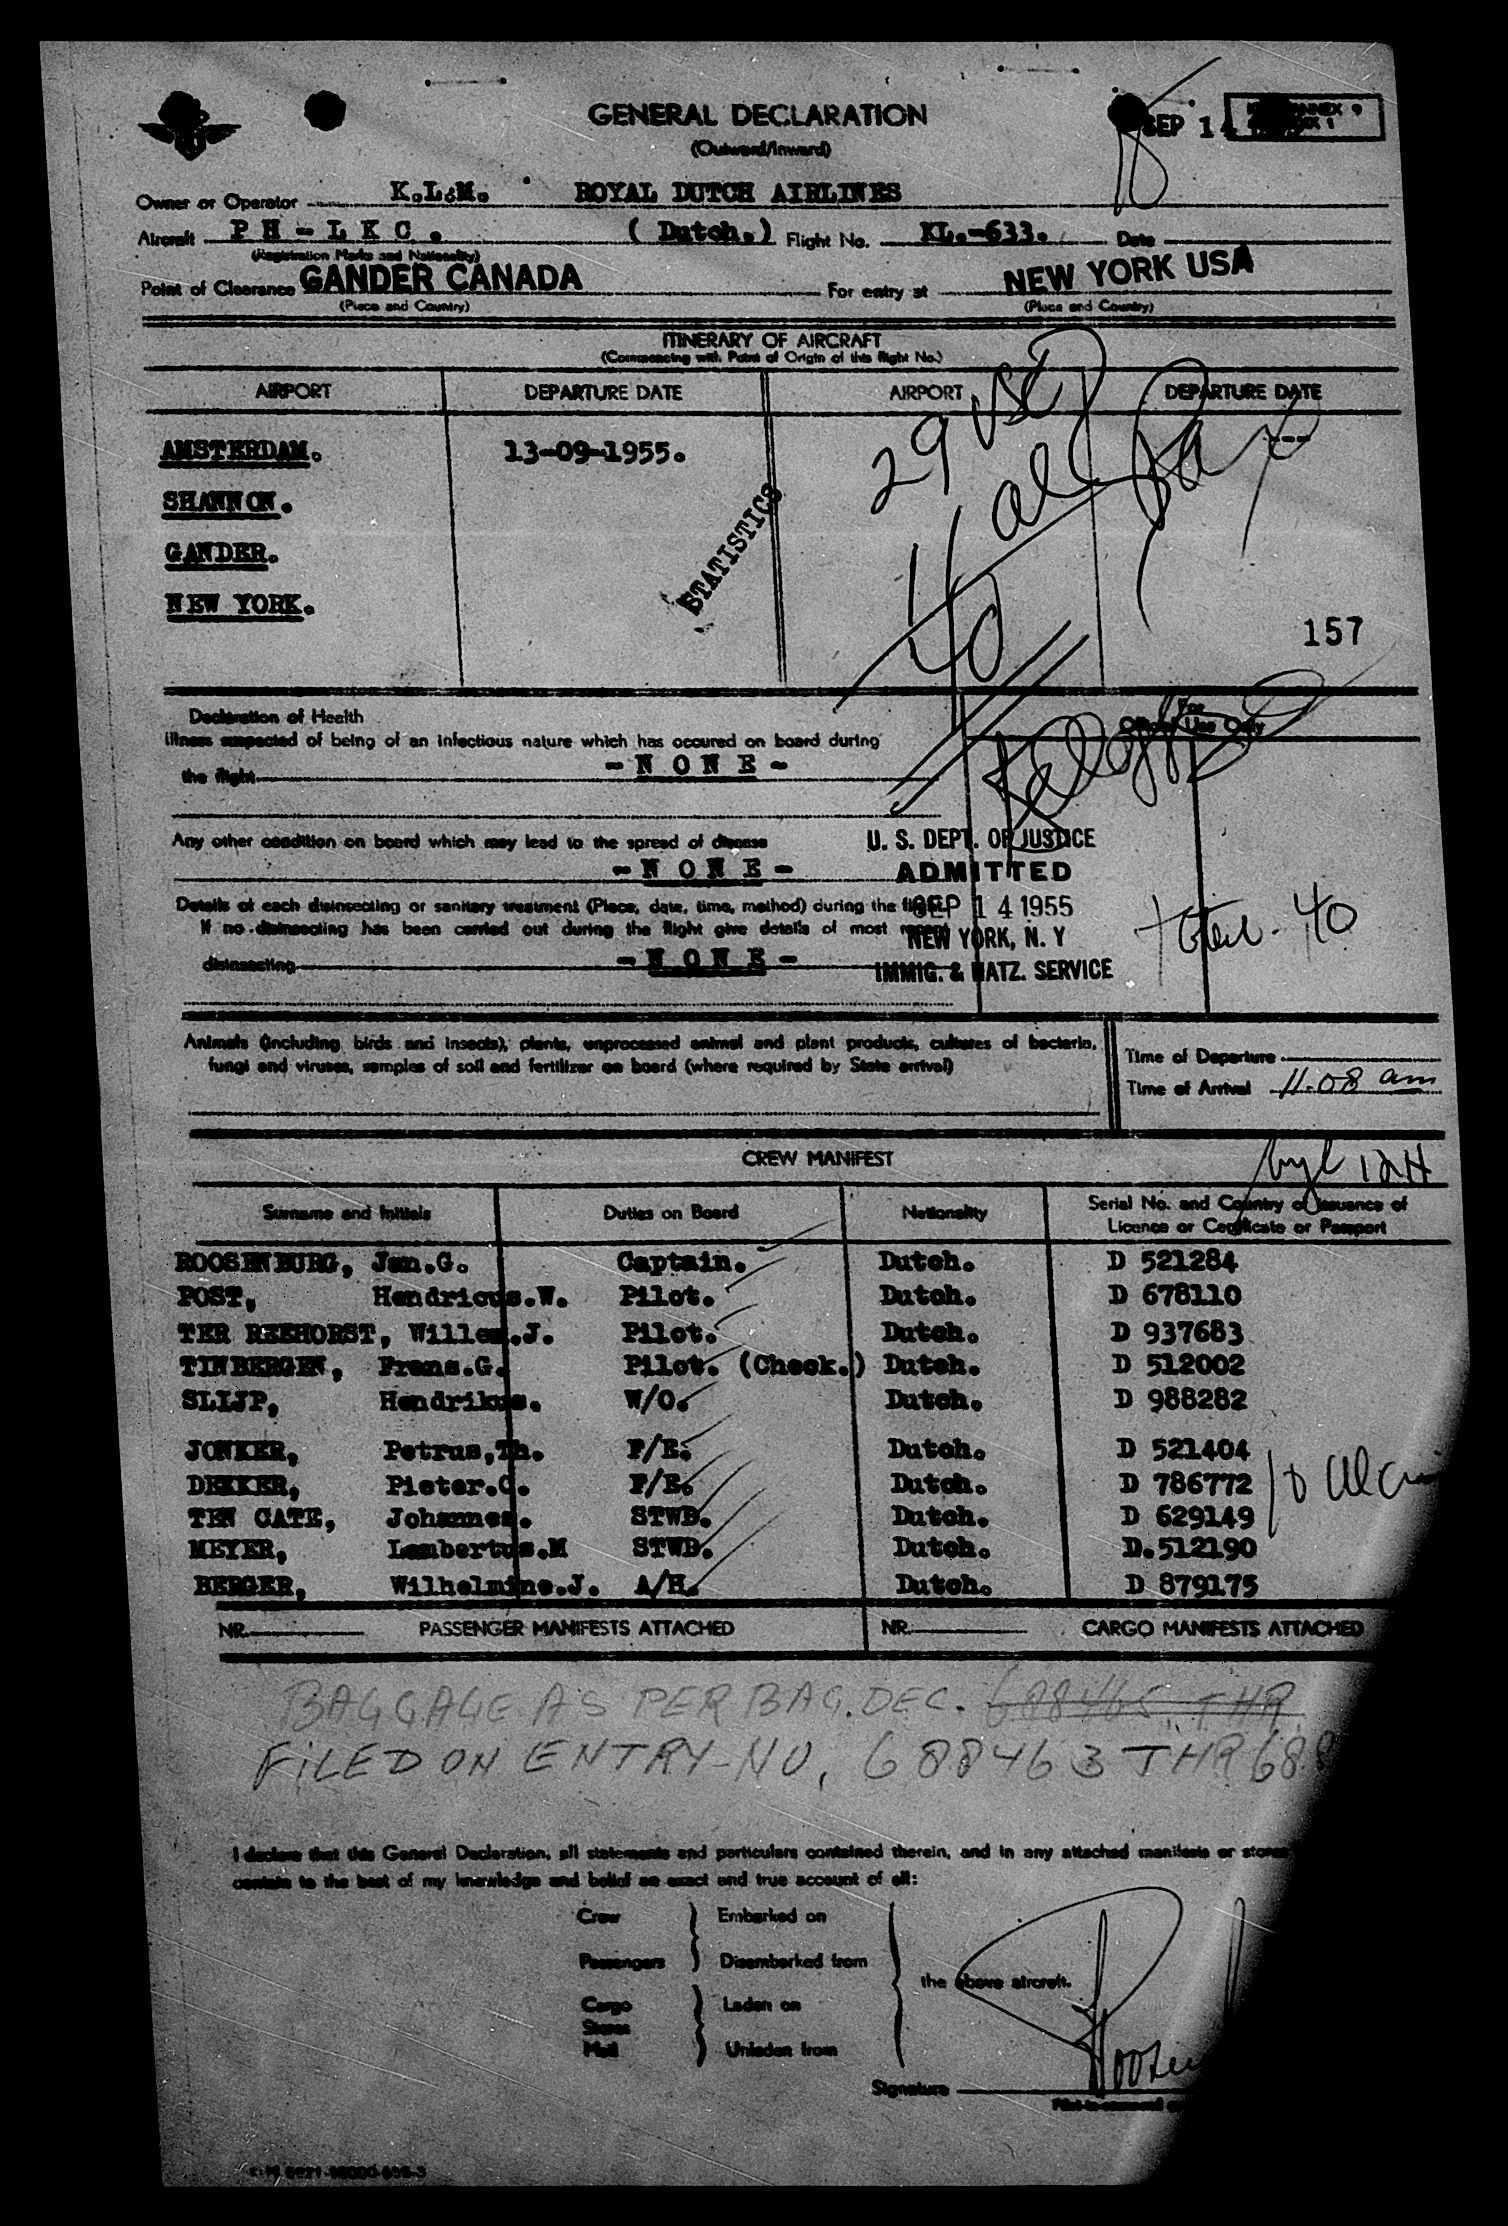 GENERAL DECLARATION
(Outward/Inward)
SEP 14
ANNEX 9
Owner or Operator K.L.M. ROYAL DUTCH AIRLINES
Aircraft P H - L K C . ( Dutch.) Flight No. KL.-633. Date
(Registration Marks and Nationality)
Point of Clearance GANDER CANADA For entry at NEW YORK USA
(Place and Country) (Place and Country)
ITINERARY OF AIRCRAFT
(Commencing with Point of Origin of this flight No.)
AIRPORT DEPARTURE DATE AIRPORT DEPARTURE DATE
AMSTERDAM. 13-09-1955. ---
SHANNON.
GANDER.
NEW YORK.
STATISTICS
29 USC
11 al
40
157
Declaration of Health
For
Official Use Only
Illness suspected of being of an infectious nature which has occured on board during
the flight - N O N E -
Any other condition on board which may lead to the spread of disease
- N O N E -
U. S. DEPT. OF JUSTICE
ADMITTED
SEP 14 1955
NEW YORK, N. Y
IMMIG. & NATZ. SERVICE
Details of each disinsecting or sanitary treatment (Place, date, time, method) during the flight.
If no disinsecting has been carried out during the flight give details of most recent
disinsecting - N O N E -
total - 40
Animals (including birds and insects), plants, unprocessed animal and plant products, cultures of bacteria,
fungi and viruses, samples of soil and fertilizer on board (where required by State arrival)
Time of Departure
Time of Arrival 11-08 am
CREW MANIFEST
Surname and Initials Duties on Board Nationality Serial No. and Country of Issuance of
Licence or Certificate or Passport
ROOSENBURG, Jan.G. Captain. Dutch. D 521284
POST, Hendricus.W. Pilot. Dutch. D 678110
TER REEHORST, Willem.J. Pilot. Dutch. D 937683
TINBERGEN, Frans.G. Pilot. (Check.) Dutch. D 512002
SLIJP, Hendrikus. W/O. Dutch. D 988282
JONKER, Petrus,Th. F/E. Dutch. D 521404
DEKKER, Pieter.C. F/E. Dutch. D 786772
TEN CATE, Johannes. STWD. Dutch. D 629149
MEYER, Lambertus.M STWD. Dutch. D.512190
BERGER, Wilhelmine.J. A/H. Dutch. D 879175
NR. PASSENGER MANIFESTS ATTACHED NR. CARGO MANIFESTS ATTACHED
BAGGAGE AS PER BAG. DEC. 688465 THR
FILED ON ENTRY-NO, 688463 THR 688
I declare that this General Declaration, all statements and particulars contained therein, and in any attached manifests or stores
contain to the best of my knowledge and belief an exact and true account of all:
Crew Embarked on
Passengers Disembarked from
the above aircraft.
Cargo Laden on
Stores
Mail Unladen from
Signature
Pilot-in-command